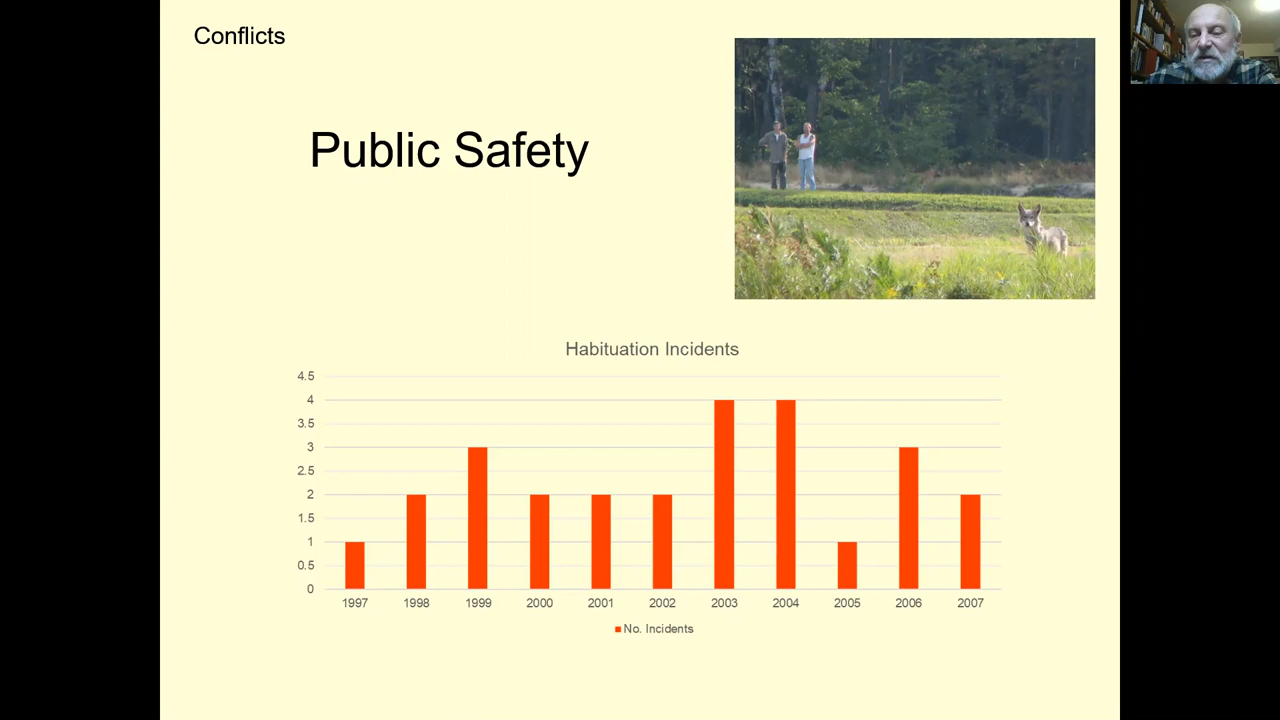 Conflicts
Public Safety
Habituation Incidents
4.5
4
3.5
3
2.5
2
1.5
1
0.5
0
1997 1998 1999 2000 2001 2002 2003 2004 2005 2006 2007
No. Incidents